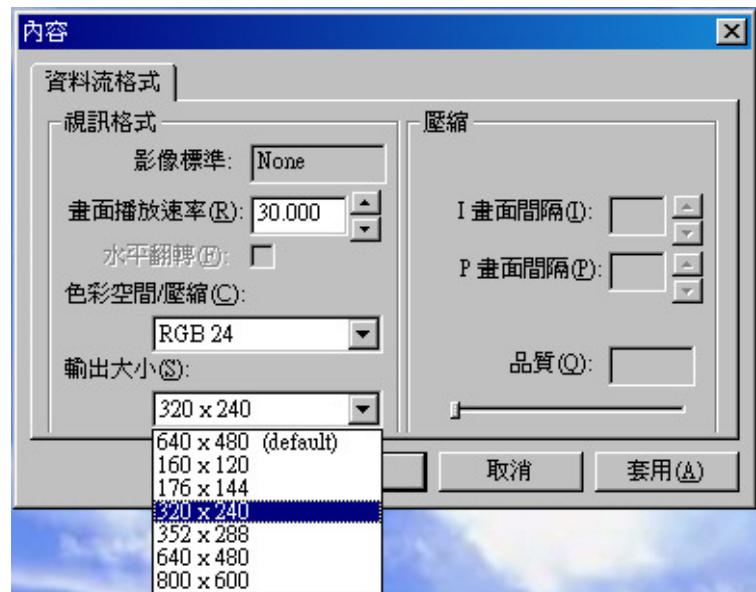 內容
資料流格式
視訊格式
影像標準: None
畫面播放速率(R): 30.000
水平翻轉(F):
色彩空間/壓縮(C):
RGB 24
輸出大小(S):
320 x 240
640 x 480 (default)
160 x 120
176 x 144
320 x 240
352 x 288
640 x 480
800 x 600
壓縮
I 畫面間隔(I):
P 畫面間隔(P):
品質(Q):
取消
套用(A)